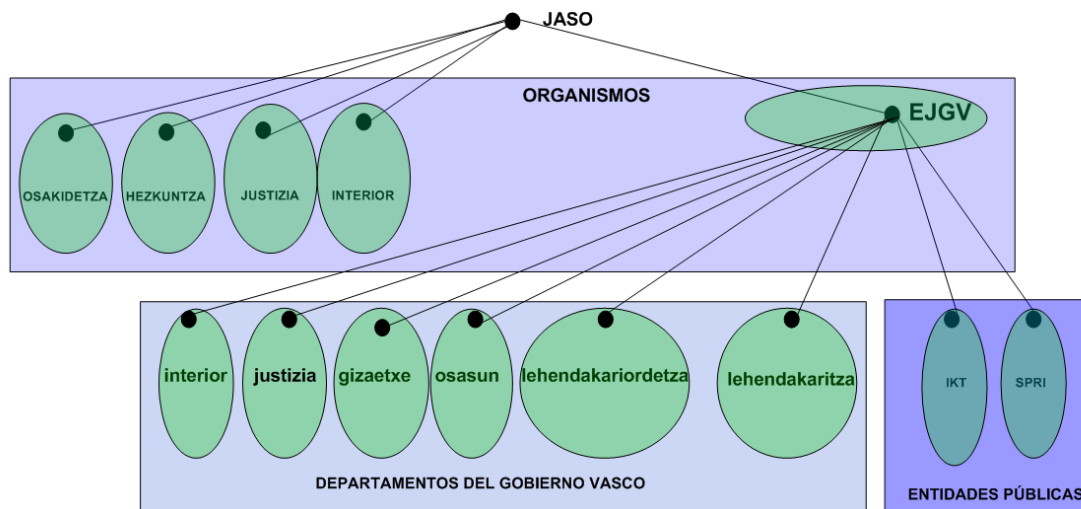 JASO
ORGANISMOS
EJGV
OSAKIDETZA
HEZKUNTZA
JUSTIZIA
INTERIOR
interior
justizia
gizaetxe
osasun
lehendakariordetza
lehendakaritza
IKT
SPRI
DEPARTAMENTOS DEL GOBIERNO VASCO
ENTIDADES PÚBLICAS